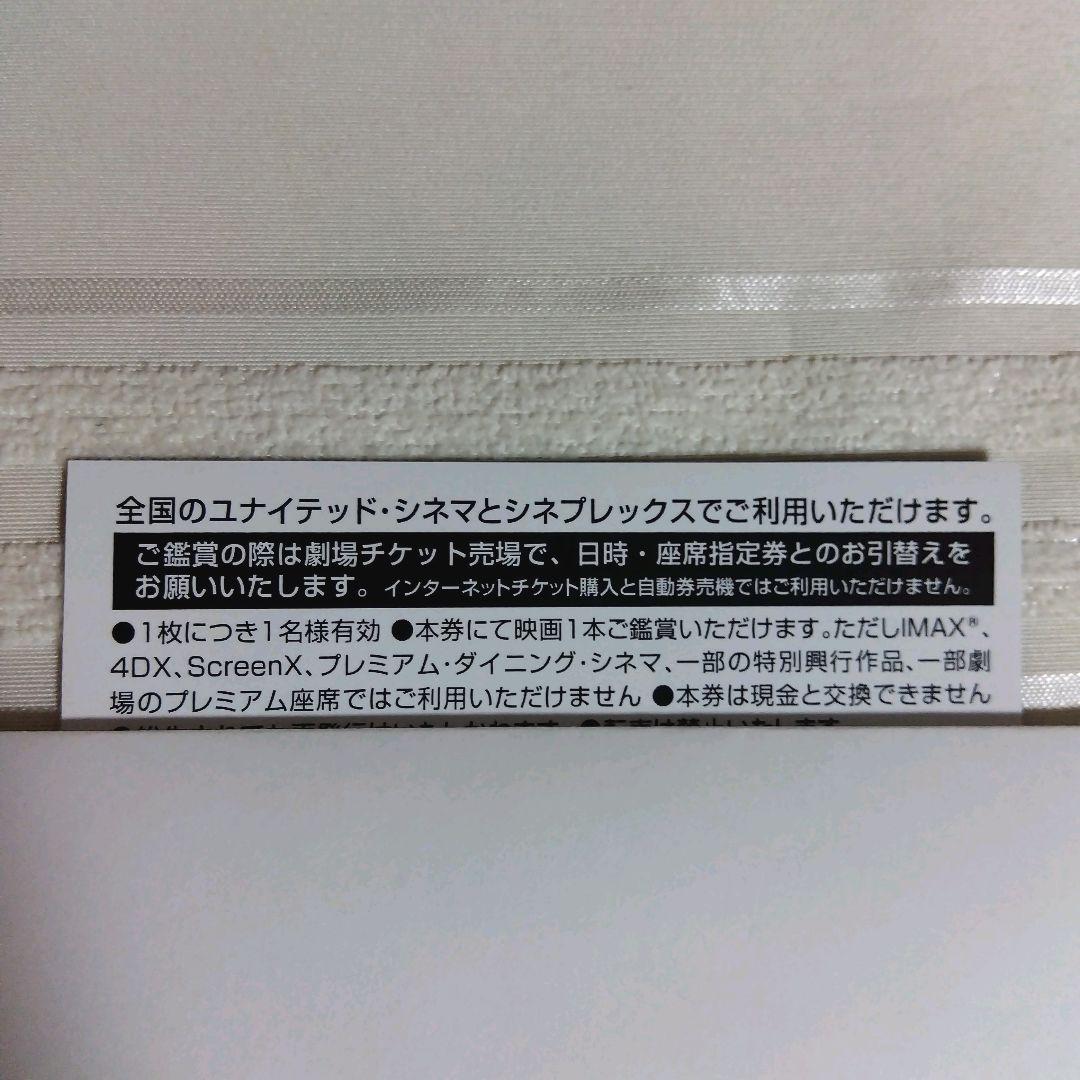 全国のユナイテッド・シネマとシネプレックスでご利用いただけます。
ご鑑賞の際は劇場チケット売場で、日時・座席指定券とのお引替えを
お願いいたします。インターネットチケット購入と自動券売機ではご利用いただけません。
●1枚につき1名様有効 ●本券にて映画1本ご鑑賞いただけます。ただしIMAX®、
4DX、ScreenX、プレミアム・ダイニング・シネマ、一部の特別興行作品、一部劇
場のプレミアム座席ではご利用いただけません ●本券は現金と交換できません